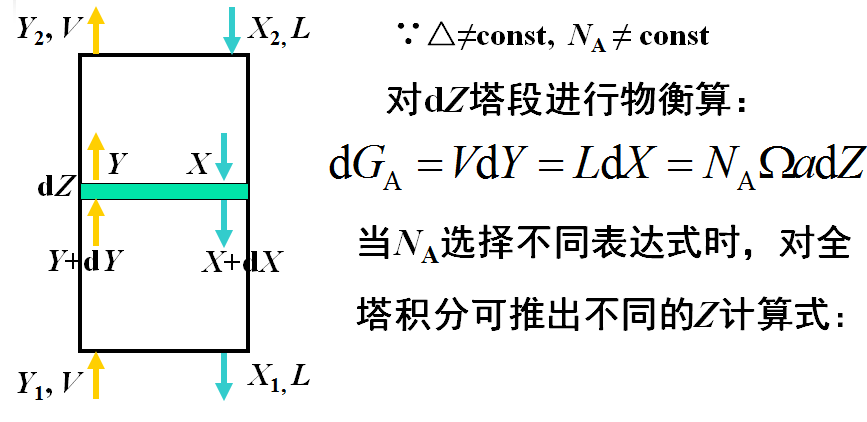 Y₂, V
X₂, L
Y
X
dZ
Y+dY
X+dX
Y₁, V
X₁, L
∵ △≠const, N_A ≠ const
对dZ塔段进行物衡算：
dG_A = VdY = LdX = N_AΩadZ
当N_A选择不同表达式时，对全
塔积分可推出不同的Z计算式：